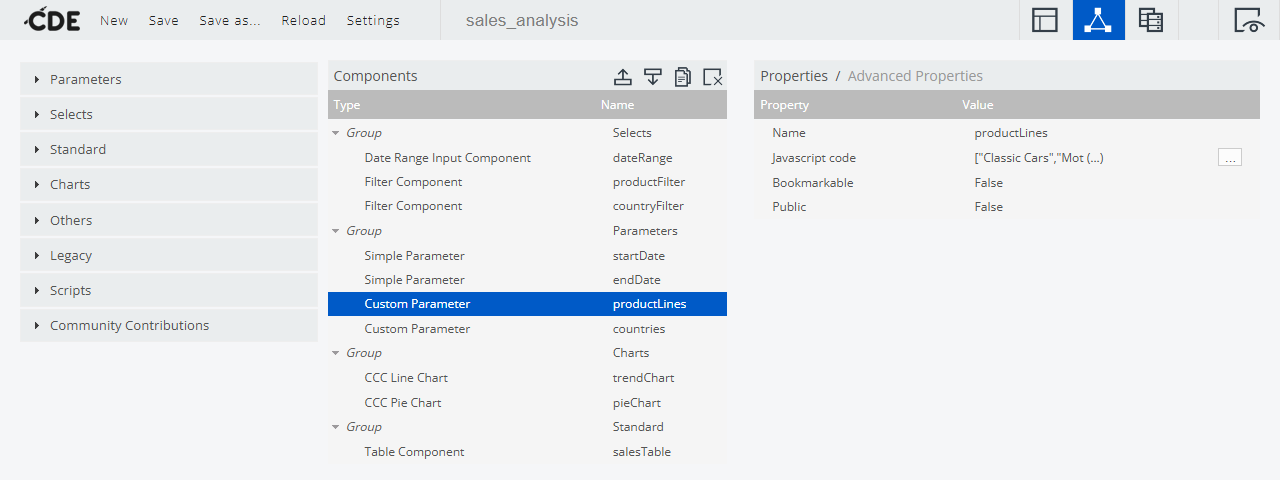 CDE New Save Save as... Reload Settings sales_analysis
Parameters
Selects
Standard
Charts
Others
Legacy
Scripts
Community Contributions
Components
Type Name
Group Selects
Date Range Input Component dateRange
Filter Component productFilter
Filter Component countryFilter
Group Parameters
Simple Parameter startDate
Simple Parameter endDate
Custom Parameter productLines
Custom Parameter countries
Group Charts
CCC Line Chart trendChart
CCC Pie Chart pieChart
Group Standard
Table Component salesTable
Properties / Advanced Properties
Property Value
Name productLines
Javascript code ["Classic Cars","Mot (...) ...
Bookmarkable False
Public False